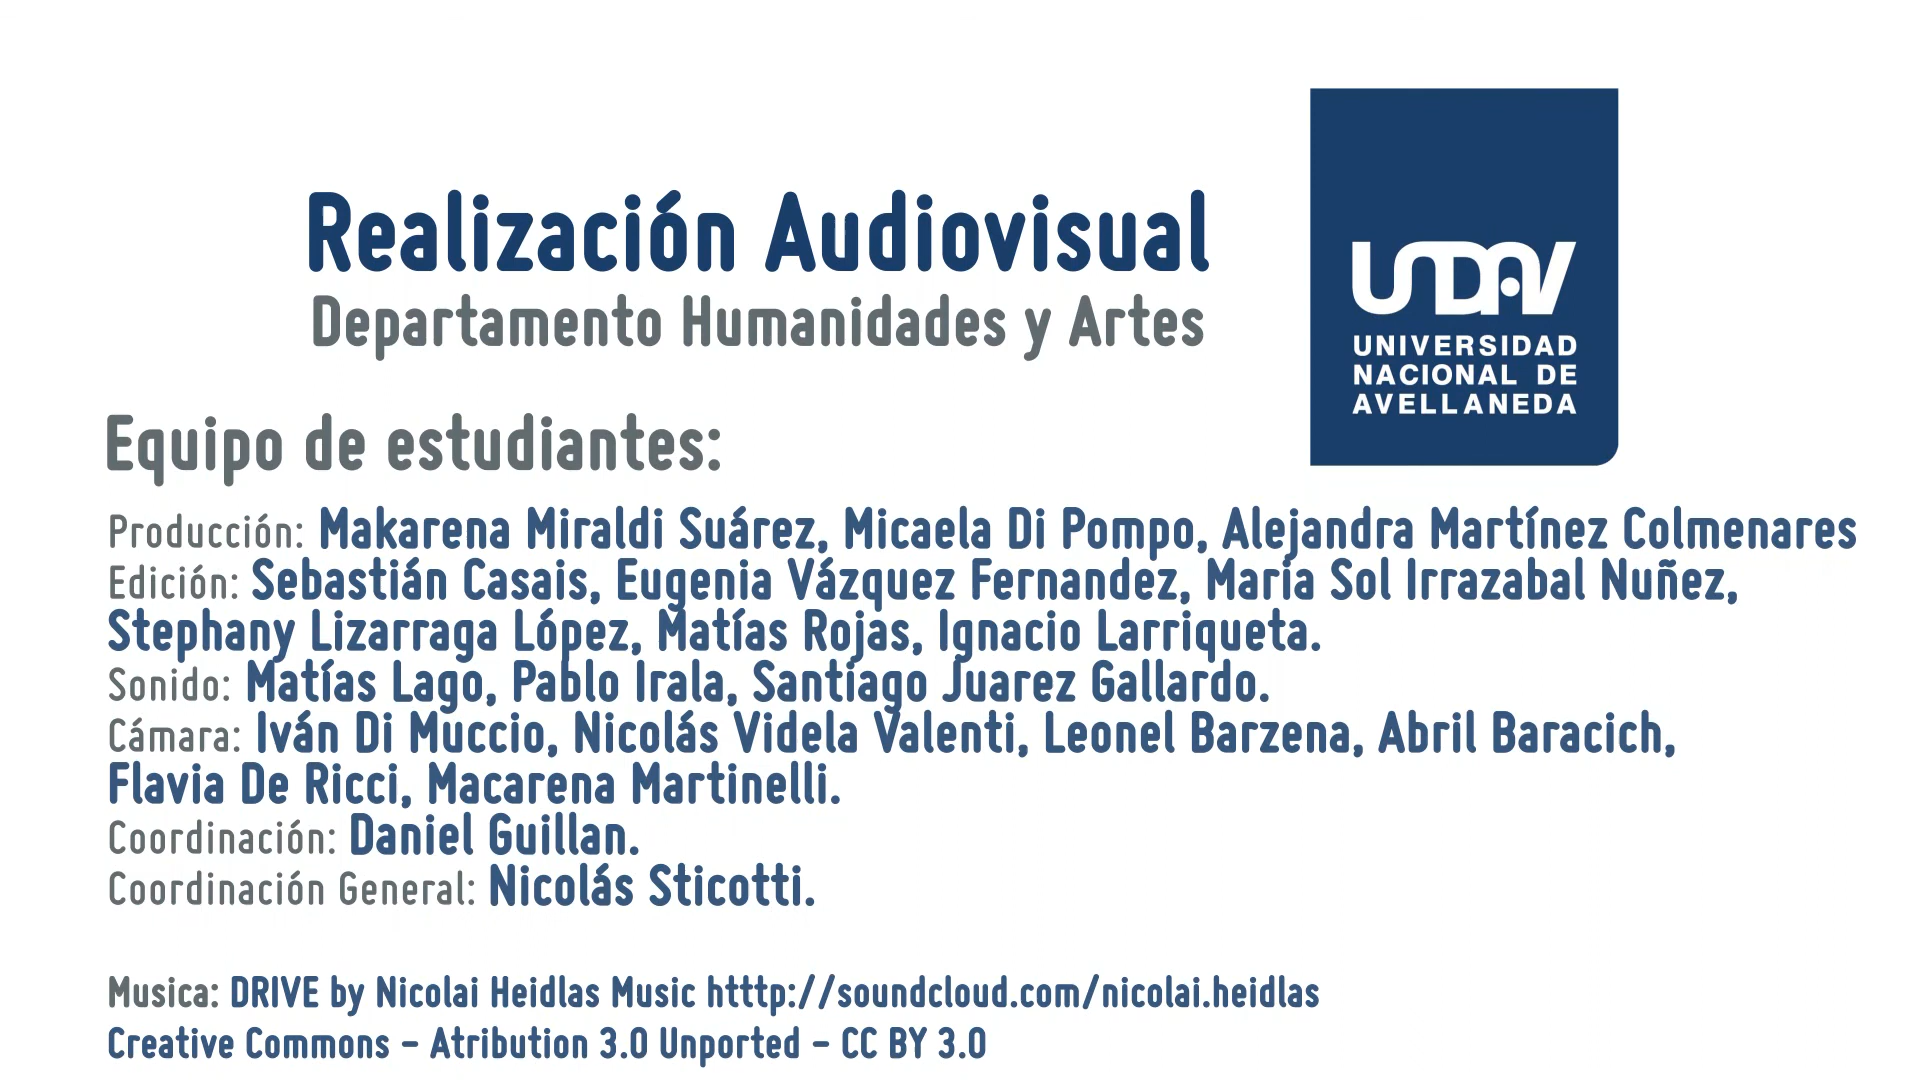 Realización Audiovisual
Departamento Humanidades y Artes
UNDAV
UNIVERSIDAD
NACIONAL DE
AVELLANEDA
Equipo de estudiantes:
Producción: Makarena Miraldi Suárez, Micaela Di Pompo, Alejandra Martínez Colmenares
Edición: Sebastián Casais, Eugenia Vázquez Fernandez, María Sol Irrazabal Nuñez,
Stephany Lizarraga López, Matías Rojas, Ignacio Larriqueta.
Sonido: Matías Lago, Pablo Irala, Santiago Juarez Gallardo.
Cámara: Iván Di Muccio, Nicolás Videla Valenti, Leonel Barzena, Abril Baracich,
Flavia De Ricci, Macarena Martinelli.
Coordinación: Daniel Guillan.
Coordinación General: Nicolás Sticotti.
Musica: DRIVE by Nicolai Heidlas Music htttp://soundcloud.com/nicolai.heidlas
Creative Commons – Atribution 3.0 Unported – CC BY 3.0